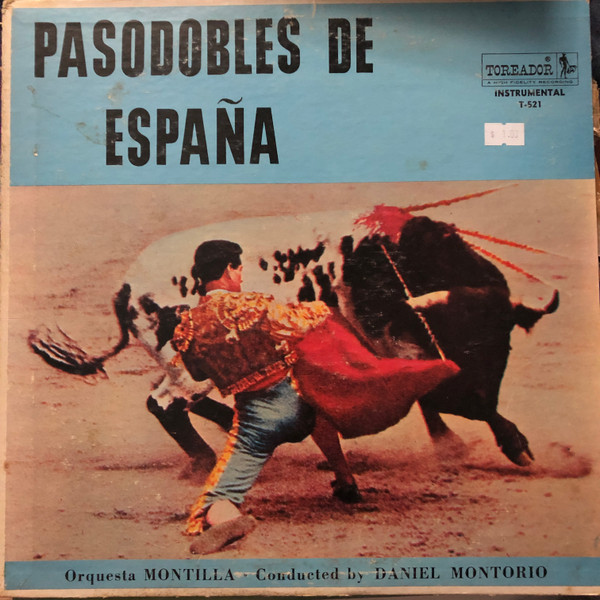 PASODOBLES DE
ESPAÑA
TOREADOR
A HIGH FIDELITY RECORDING
INSTRUMENTAL
T-521
Orquesta MONTILLA · Conducted by DANIEL MONTORIO